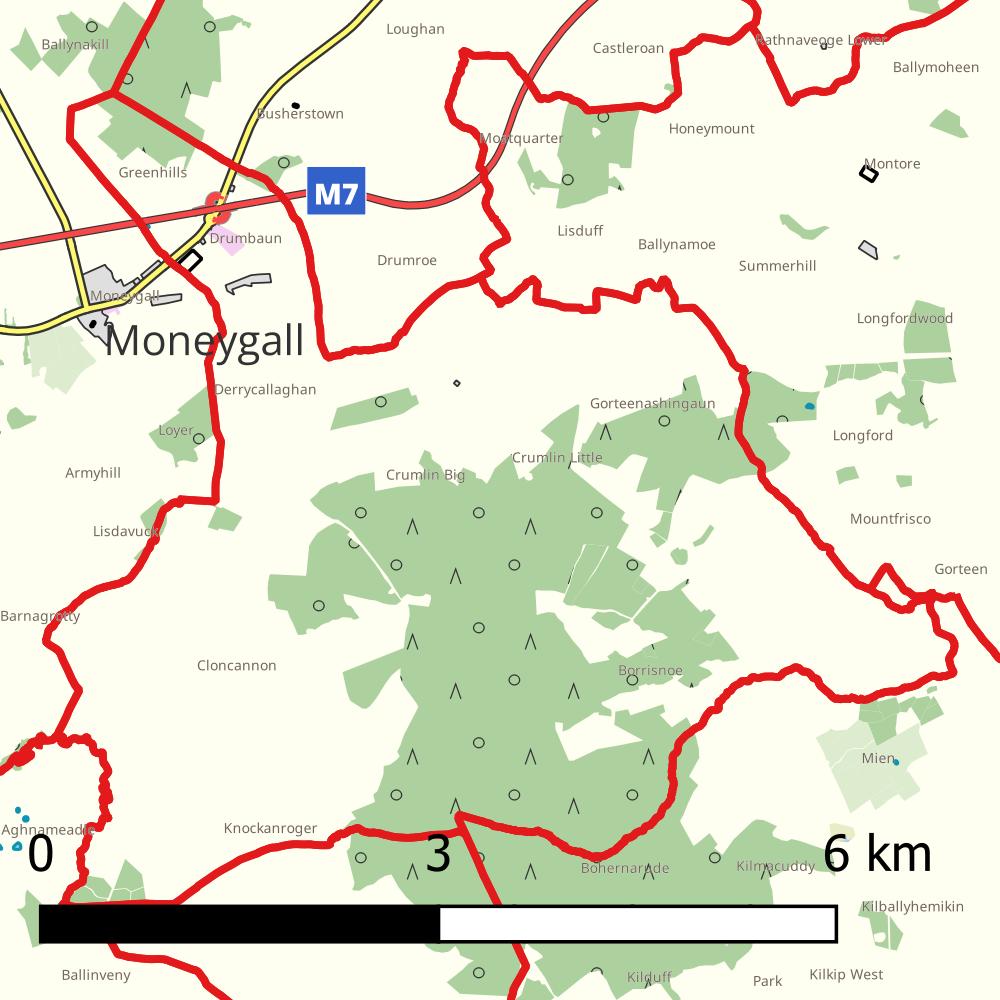 Loughan
Ballynakill
Castleroan
Rathnaveoge Lower
Ballymoheen
Busherstown
Honeymount
Mostquarter
Montore
Greenhills
M7
Drumbaun
Lisduff
Ballynamoe
Drumroe
Summerhill
Moneygall
Longfordwood
Moneygall
Derrycallaghan
Gorteenashingaun
Loyer
Longford
Crumlin Little
Armyhill
Crumlin Big
Mountfrisco
Lisdavuck
Gorteen
Barnagrotty
Cloncannon
Borrisnoe
Mien
Aghnameadle
Knockanroger
0
3
6 km
Bohernarude
Kilmacuddy
Kilballyhemikin
Ballinveny
Kilduff
Park
Kilkip West